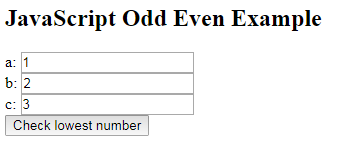 JavaScript Odd Even Example
a: 1
b: 2
c: 3
Check lowest number